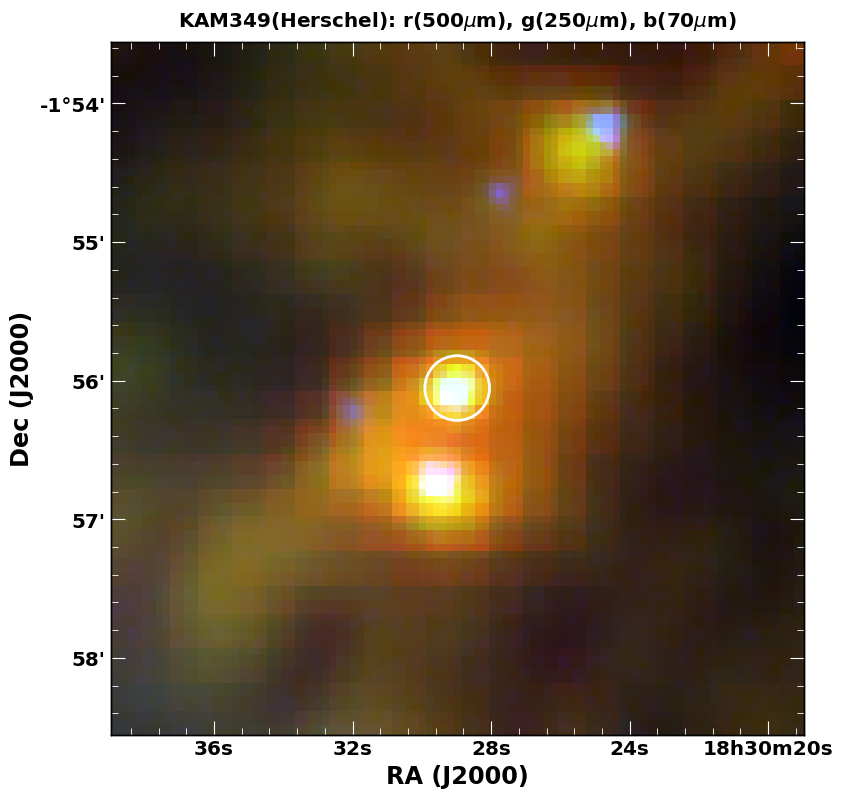 KAM349(Herschel): r(500μm), g(250μm), b(70μm)
-1°54'
55'
56'
57'
58'
Dec (J2000)
36s 32s 28s 24s 18h30m20s
RA (J2000)